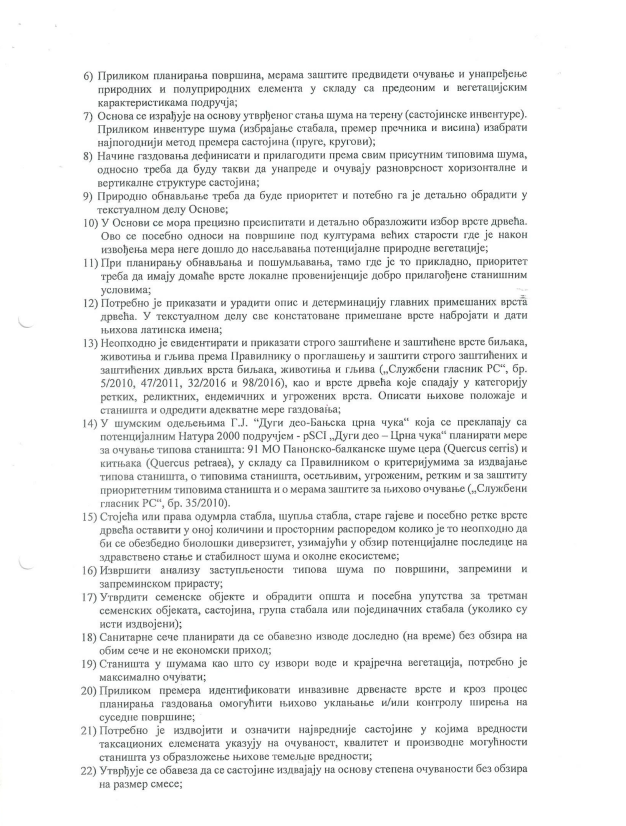 6) Приликом планирања површина, мерама заштите предвидети очување и унапређење
природних и полуприродних елемента у складу са предеоним и вегетацијским
карактеристикама подручја;
7) Основа се израђује на основу утврђеног стања шума на терену (састојинске инвентуре).
Приликом инвентуре шума (избрајање стабала, премер пречника и висина) изабрати
најпогоднији метод премера састојина (пруге, кругови);
8) Начине газдовања дефинисати и прилагодити према свим присутним типовима шума,
односно треба да буду такви да унапреде и очувају разноврсност хоризонталне и
вертикалне структуре састојина;
9) Природно обнављање треба да буде приоритет и потребно га је детаљно обрадити у
текстуалном делу Основе;
10) У Основи се мора прецизно преиспитати и детаљно образложити избор врсте дрвећа.
Ово се посебно односи на површине под културама већих старости где је након
извођења мера неге дошло до насељавања потенцијалне природне вегетације;
11) При планирању обнављања и пошумљавања, тамо где је то прикладно, приоритет
треба да имају домаће врсте локалне провенијенције добро прилагођене станишним
условима;
12) Потребно је приказати и урадити опис и детерминацију главних примешаних врста
дрвећа. У текстуалном делу све констатоване примешане врсте набројати и дати
њихова латинска имена;
13) Неопходно је евидентирати и приказати строго заштићене и заштићене врсте биљака,
животиња и гљива према Правилнику о проглашењу и заштити строго заштићених и
заштићених дивљих врста биљака, животиња и гљива („Службени гласник РС“, бр.
5/2010, 47/2011, 32/2016 и 98/2016), као и врсте дрвећа које спадају у категорију
ретких, реликтних, ендемичних и угрожених врста. Описати њихове положаје и
станишта и одредити адекватне мере газдовања;
14) У шумским одељењима Г.Ј. “Дуги део-Бањска црна чука“ која се преклапају са
потенцијалним Натура 2000 подручјем - pSCI „Дуги део – Црна чука“ планирати мере
за очување типова станишта: 91 МО Панонско-балканске шуме цера (Quercus cerris) и
китњака (Quercus petraea), у складу са Правилником о критеријумима за издвајање
типова станишта, о типовима станишта, осетљивим, угроженим, ретким и за заштиту
приоритетним типовима станишта и о мерама заштите за њихово очување („Службени
гласник РС“, бр. 35/2010).
15) Стојећа или права одумрла стабла, шупља стабла, старе гајеве и посебно ретке врсте
дрвећа оставити у оној количини и просторним распоредом колико је то неопходно да
би се обезбедио биолошки диверзитет, узимајући у обзир потенцијалне последице на
здравствено стање и стабилност шума и околне екосистеме;
16) Извршити анализу заступљености типова шума по површини, запремини и
запреминском прирасту;
17) Утврдити семенске објекте и обрадити општа и посебна упутства за третман
семенских објеката, састојина, група стабала или појединачних стабала (уколико су
исти издвојени);
18) Санитарне сече планирати да се обавезно изводе доследно (на време) без обзира на
обим сече и не економски приход;
19) Станишта у шумама као што су извори воде и крајречна вегетација, потребно је
максимално очувати;
20) Приликом премера идентификовати инвазивне дрвенасте врсте и кроз процес
планирања газдовања омогућити њихово уклањање и/или контролу ширења на
суседне површине;
21) Потребно је издвојити и означити највредније састојине у којима вредности
таксационих елемената указују на очуваност, квалитет и производне могућности
станишта уз образложење њихове темељне вредности;
22) Утврђује се обавеза да се састојине издвајају на основу степена очуваности без обзира
на размер смесе;